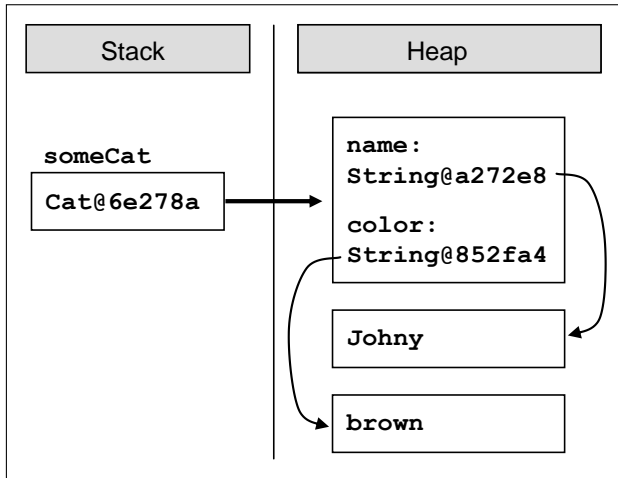 Stack
Heap
someCat
Cat@6e278a
name:
String@a272e8
color:
String@852fa4
Johny
brown